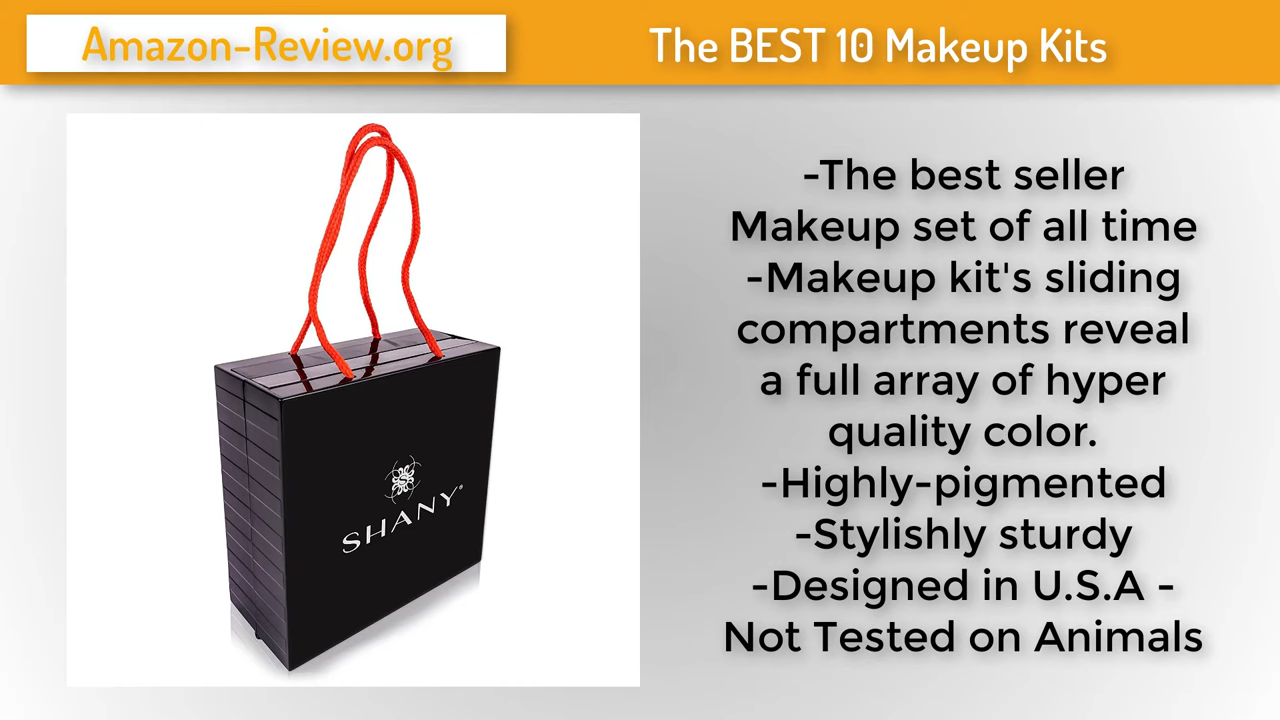 Amazon-Review.org
The BEST 10 Makeup Kits
-The best seller
Makeup set of all time
-Makeup kit's sliding
compartments reveal
a full array of hyper
quality color.
-Highly-pigmented
-Stylishly sturdy
-Designed in U.S.A -
Not Tested on Animals
SHANY®